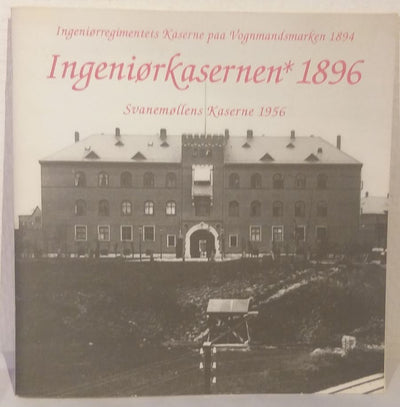 Ingeniørregimentets Kaserne paa Vognmandsmarken 1894
Ingeniørkasernen* 1896
Svanemøllens Kaserne 1956